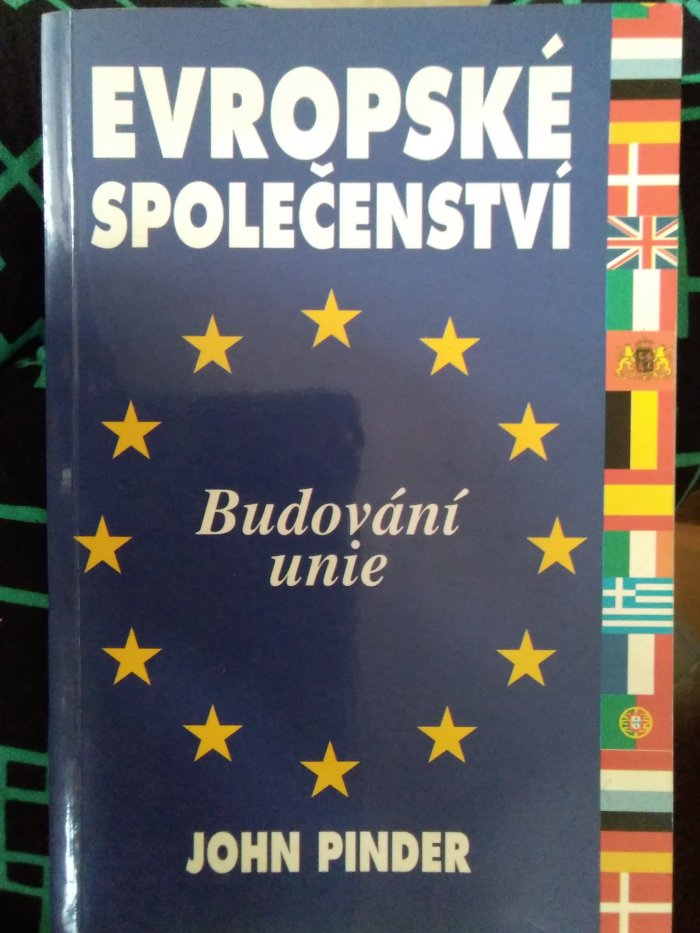 EVROPSKÉ
SPOLEČENSTVÍ
Budování
unie
JOHN PINDER